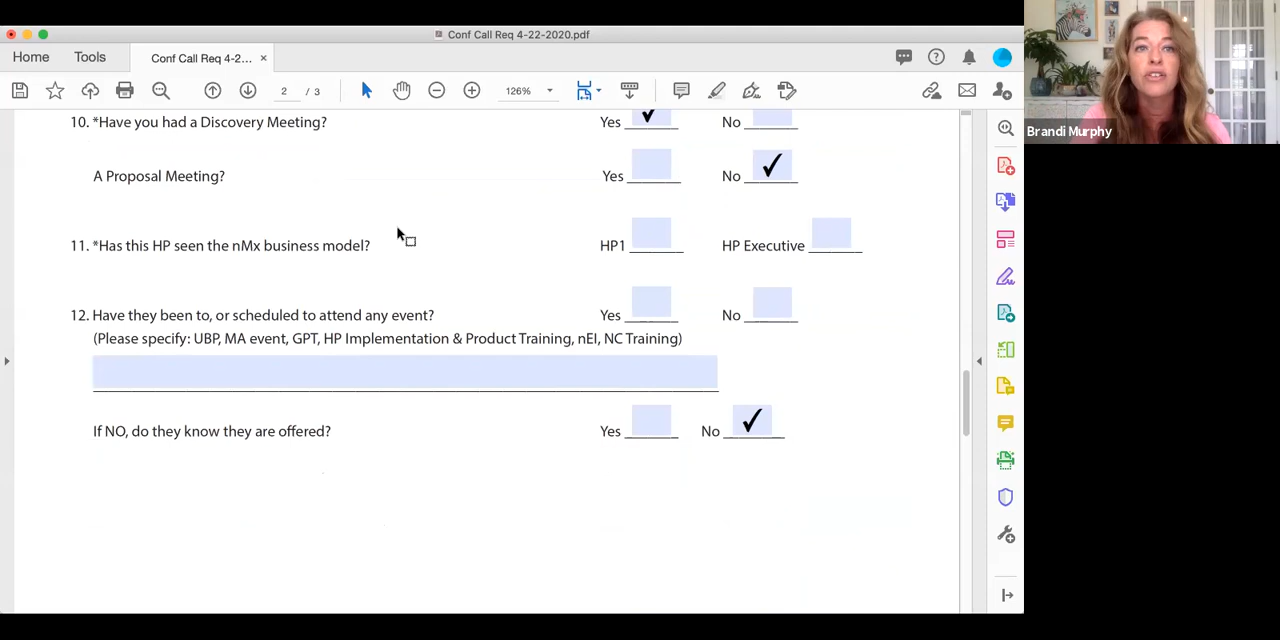 Conf Call Req 4-22-2020.pdf
Home Tools Conf Call Req 4-2... ×
2 / 3 126%
Brandi Murphy
10. *Have you had a Discovery Meeting? Yes ✓ No
A Proposal Meeting? Yes No ✓
11. *Has this HP seen the nMx business model? HP1 HP Executive
12. Have they been to, or scheduled to attend any event? Yes No
(Please specify: UBP, MA event, GPT, HP Implementation & Product Training, nEI, NC Training)
If NO, do they know they are offered? Yes No ✓